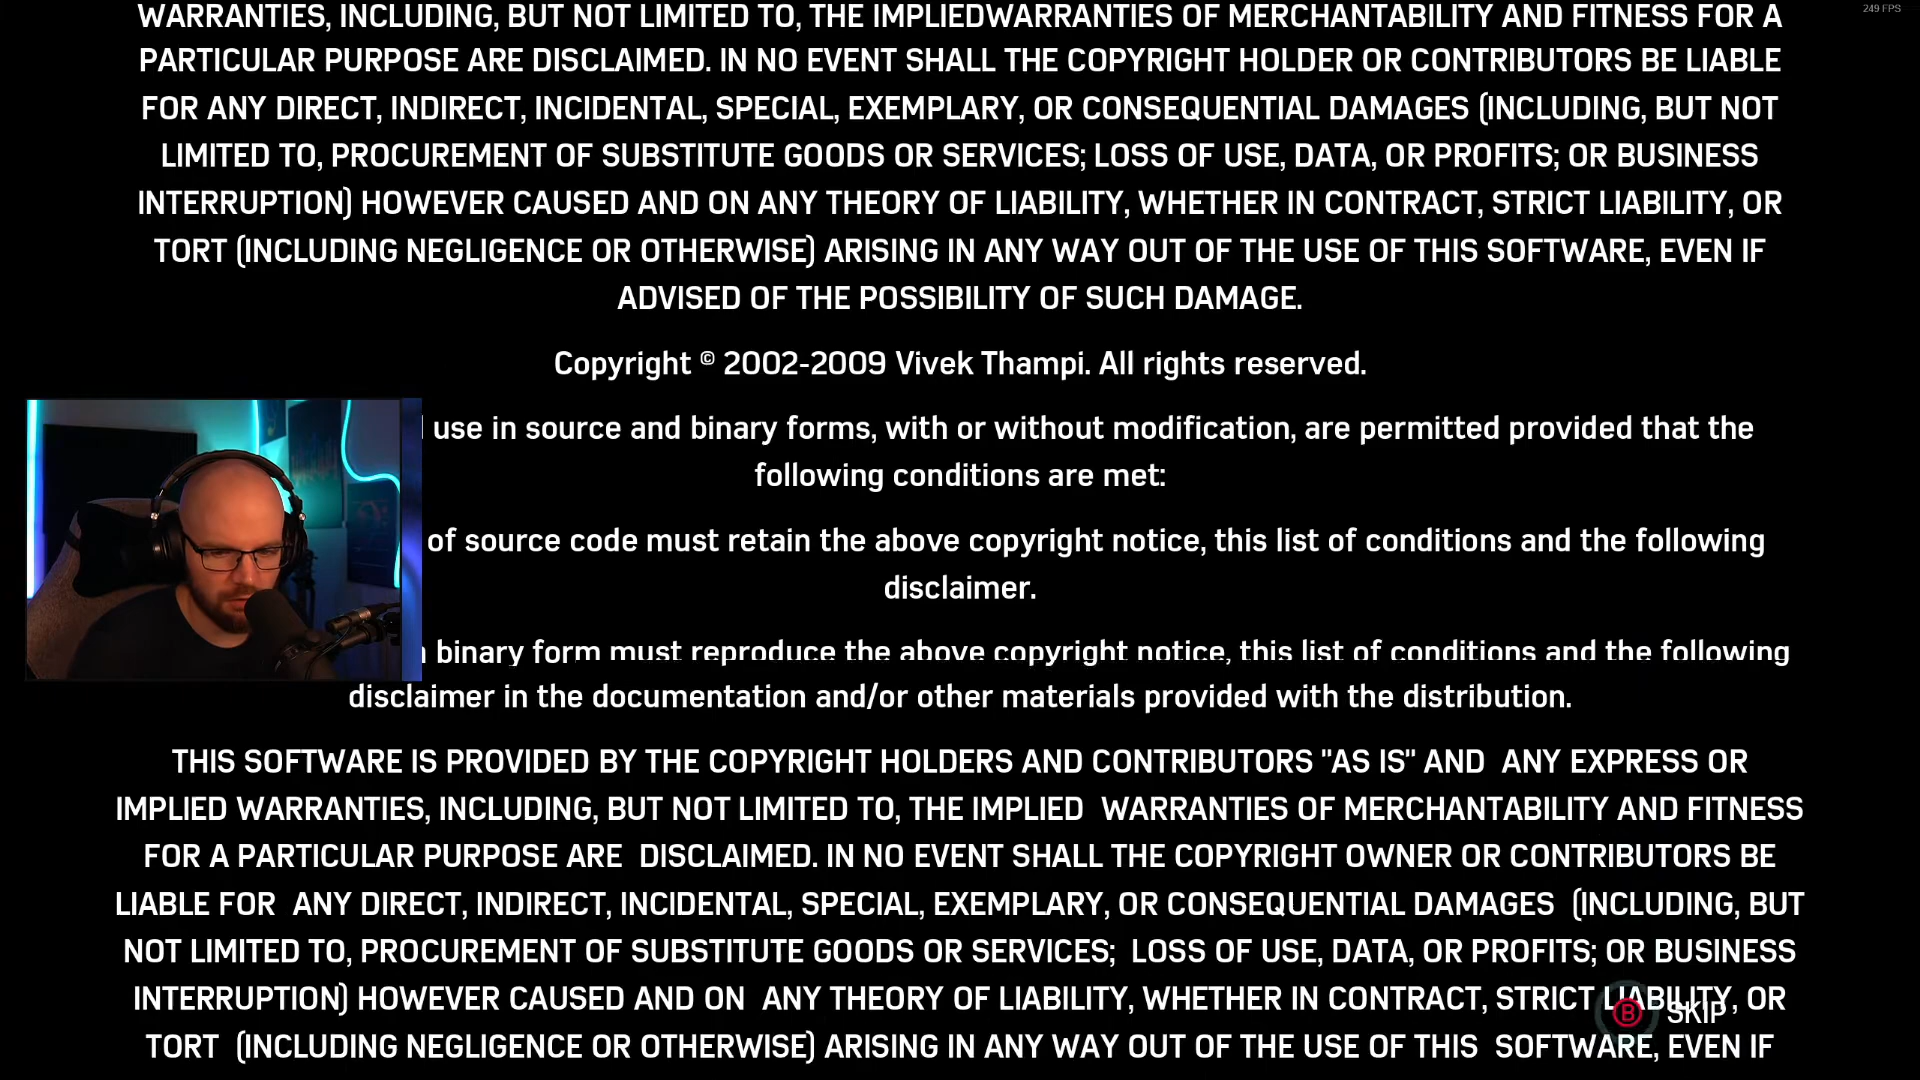 249 FPS
WARRANTIES, INCLUDING, BUT NOT LIMITED TO, THE IMPLIEDWARRANTIES OF MERCHANTABILITY AND FITNESS FOR A
PARTICULAR PURPOSE ARE DISCLAIMED. IN NO EVENT SHALL THE COPYRIGHT HOLDER OR CONTRIBUTORS BE LIABLE
FOR ANY DIRECT, INDIRECT, INCIDENTAL, SPECIAL, EXEMPLARY, OR CONSEQUENTIAL DAMAGES (INCLUDING, BUT NOT
LIMITED TO, PROCUREMENT OF SUBSTITUTE GOODS OR SERVICES; LOSS OF USE, DATA, OR PROFITS; OR BUSINESS
INTERRUPTION) HOWEVER CAUSED AND ON ANY THEORY OF LIABILITY, WHETHER IN CONTRACT, STRICT LIABILITY, OR
TORT (INCLUDING NEGLIGENCE OR OTHERWISE) ARISING IN ANY WAY OUT OF THE USE OF THIS SOFTWARE, EVEN IF
ADVISED OF THE POSSIBILITY OF SUCH DAMAGE.
Copyright © 2002-2009 Vivek Thampi. All rights reserved.
use in source and binary forms, with or without modification, are permitted provided that the
following conditions are met:
of source code must retain the above copyright notice, this list of conditions and the following
disclaimer.
binary form must reproduce the above copyright notice, this list of conditions and the following
disclaimer in the documentation and/or other materials provided with the distribution.
THIS SOFTWARE IS PROVIDED BY THE COPYRIGHT HOLDERS AND CONTRIBUTORS "AS IS" AND ANY EXPRESS OR
IMPLIED WARRANTIES, INCLUDING, BUT NOT LIMITED TO, THE IMPLIED WARRANTIES OF MERCHANTABILITY AND FITNESS
FOR A PARTICULAR PURPOSE ARE DISCLAIMED. IN NO EVENT SHALL THE COPYRIGHT OWNER OR CONTRIBUTORS BE
LIABLE FOR ANY DIRECT, INDIRECT, INCIDENTAL, SPECIAL, EXEMPLARY, OR CONSEQUENTIAL DAMAGES (INCLUDING, BUT
NOT LIMITED TO, PROCUREMENT OF SUBSTITUTE GOODS OR SERVICES; LOSS OF USE, DATA, OR PROFITS; OR BUSINESS
INTERRUPTION) HOWEVER CAUSED AND ON ANY THEORY OF LIABILITY, WHETHER IN CONTRACT, STRICT LIABILITY, OR
B SKIP
TORT (INCLUDING NEGLIGENCE OR OTHERWISE) ARISING IN ANY WAY OUT OF THE USE OF THIS SOFTWARE, EVEN IF